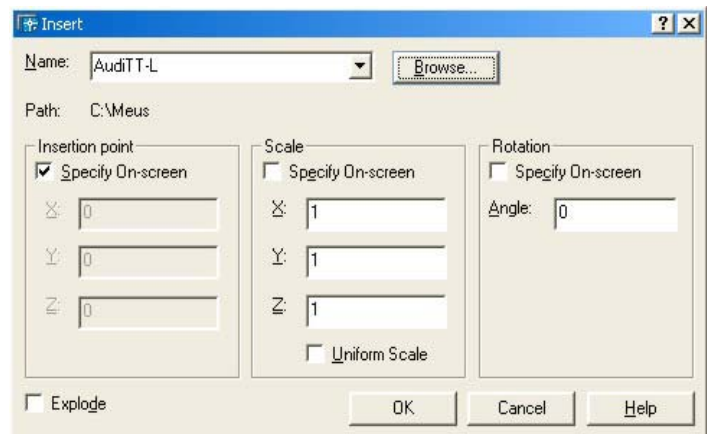 Insert
Name: AudiTT-L Browse...
Path: C:\Meus
Insertion point
Specify On-screen
X: 0
Y: 0
Z: 0
Scale
Specify On-screen
X: 1
Y: 1
Z: 1
Uniform Scale
Rotation
Specify On-screen
Angle: 0
Explode
OK Cancel Help